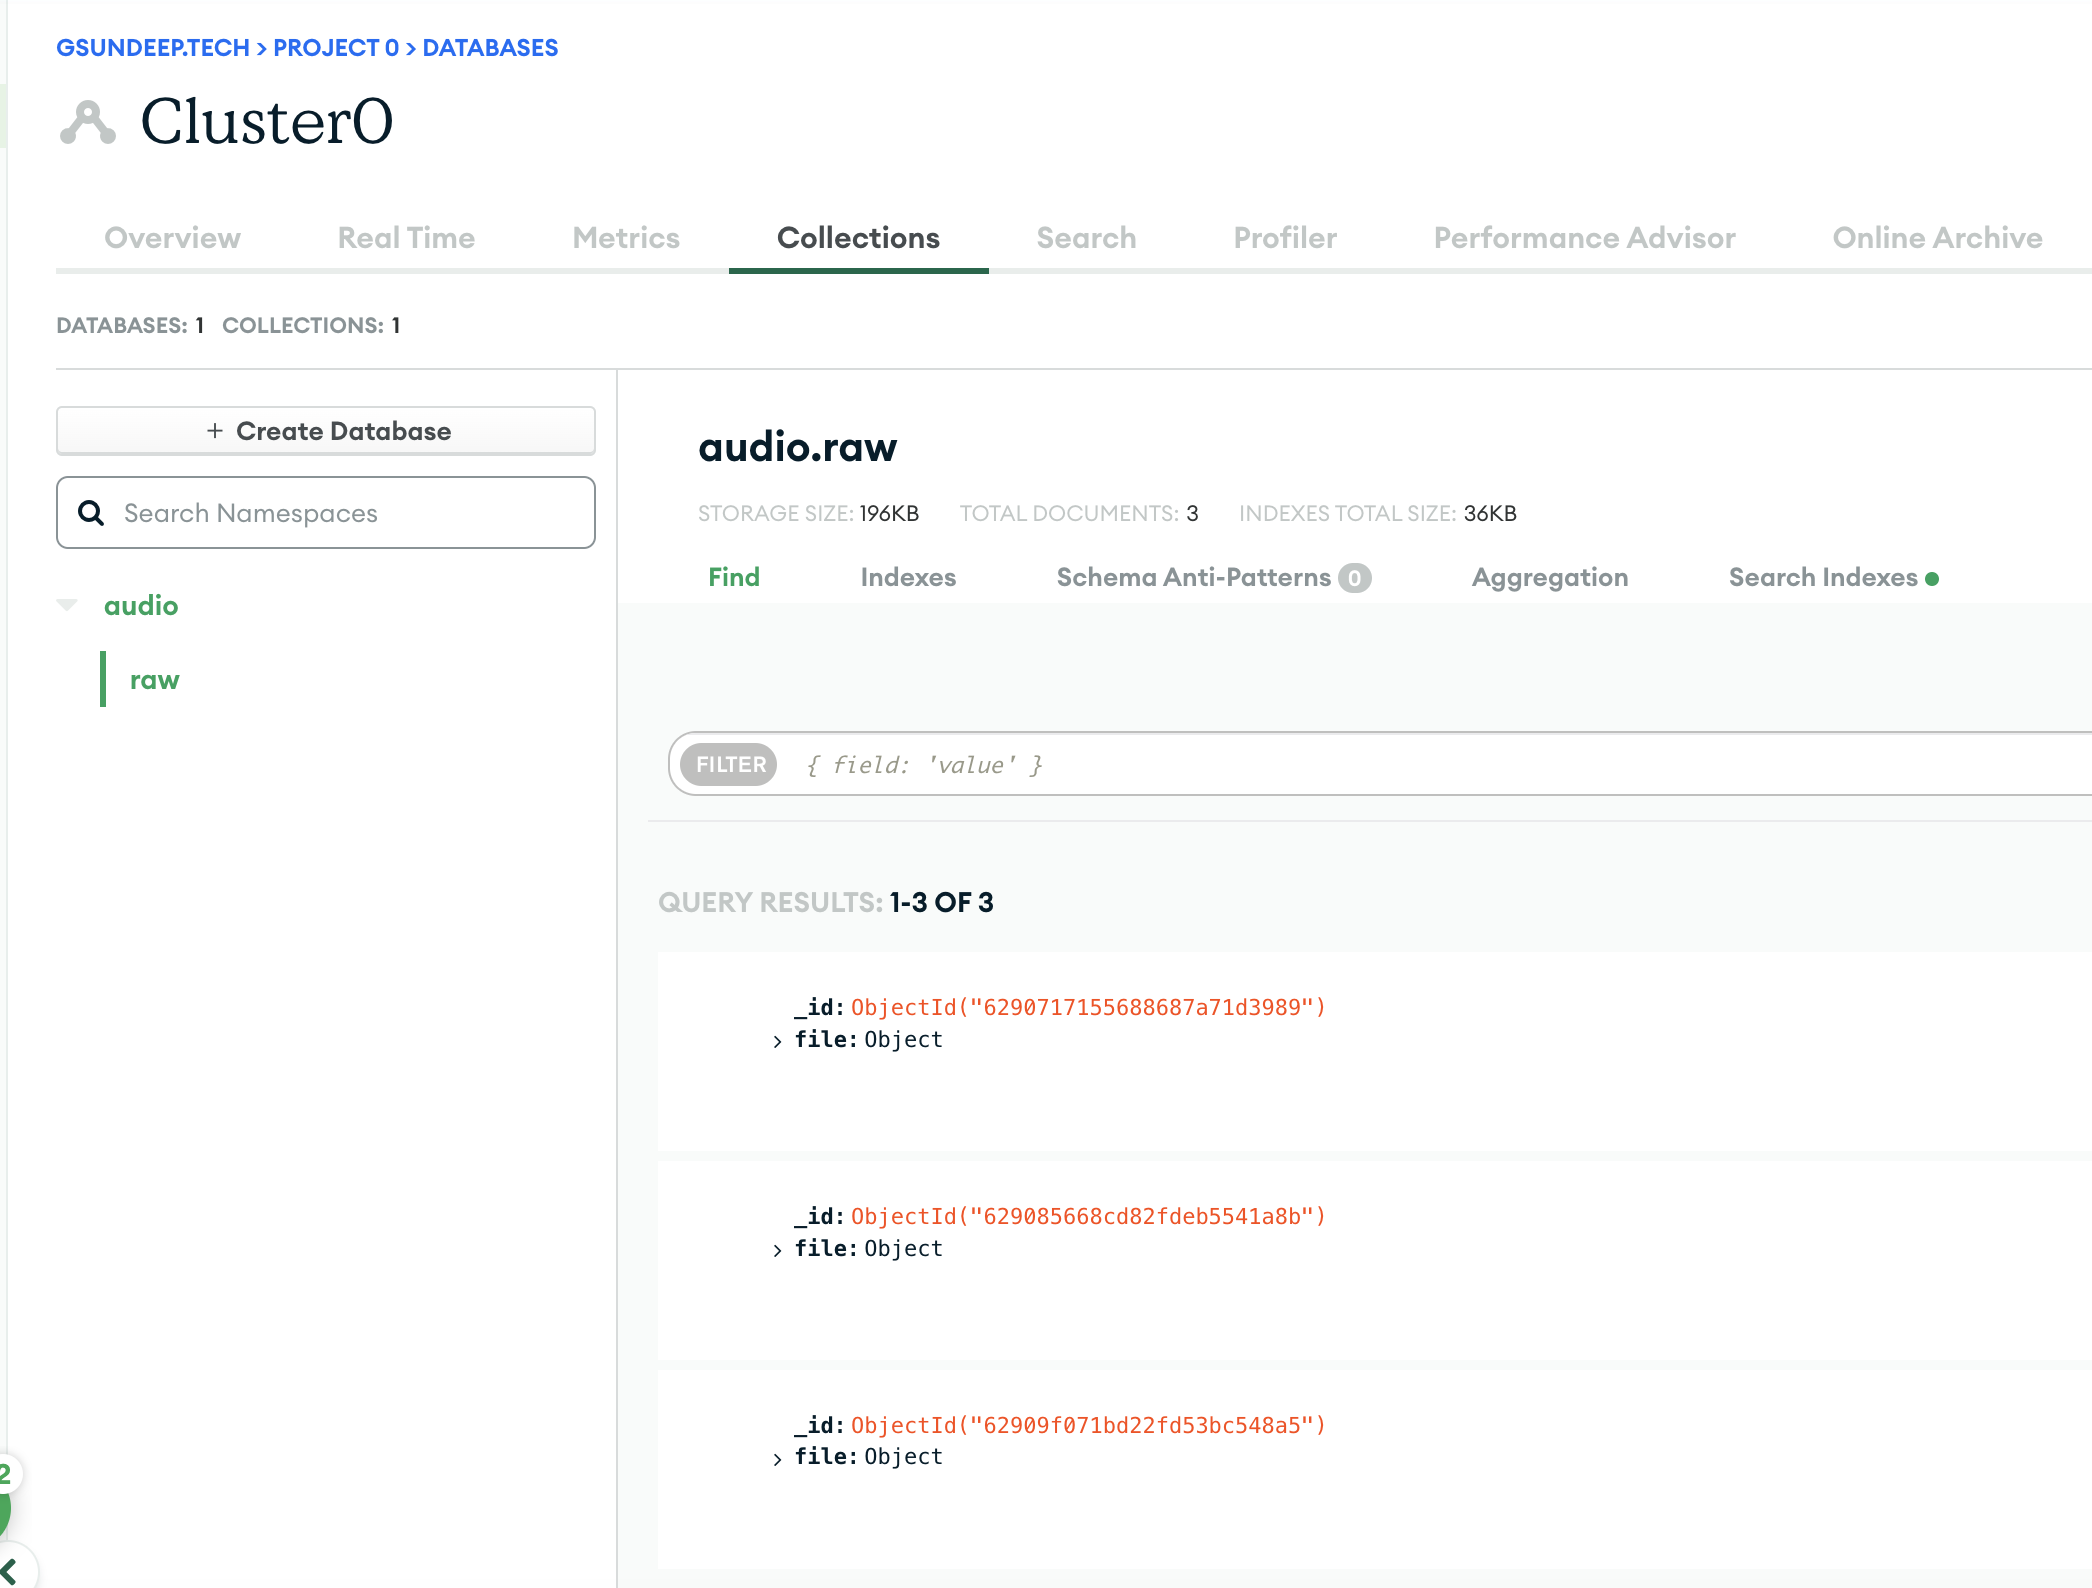 GSUNDEEP.TECH > PROJECT 0 > DATABASES
Cluster0
Overview Real Time Metrics Collections Search Profiler Performance Advisor Online Archive
DATABASES: 1 COLLECTIONS: 1
+ Create Database
Search Namespaces
audio
raw
audio.raw
STORAGE SIZE: 196KB TOTAL DOCUMENTS: 3 INDEXES TOTAL SIZE: 36KB
Find Indexes Schema Anti-Patterns 0 Aggregation Search Indexes
FILTER { field: 'value' }
QUERY RESULTS: 1-3 OF 3
_id: ObjectId("6290717155688687a71d3989")
> file: Object
_id: ObjectId("629085668cd82fdeb5541a8b")
> file: Object
_id: ObjectId("62909f071bd22fd53bc548a5")
> file: Object
2